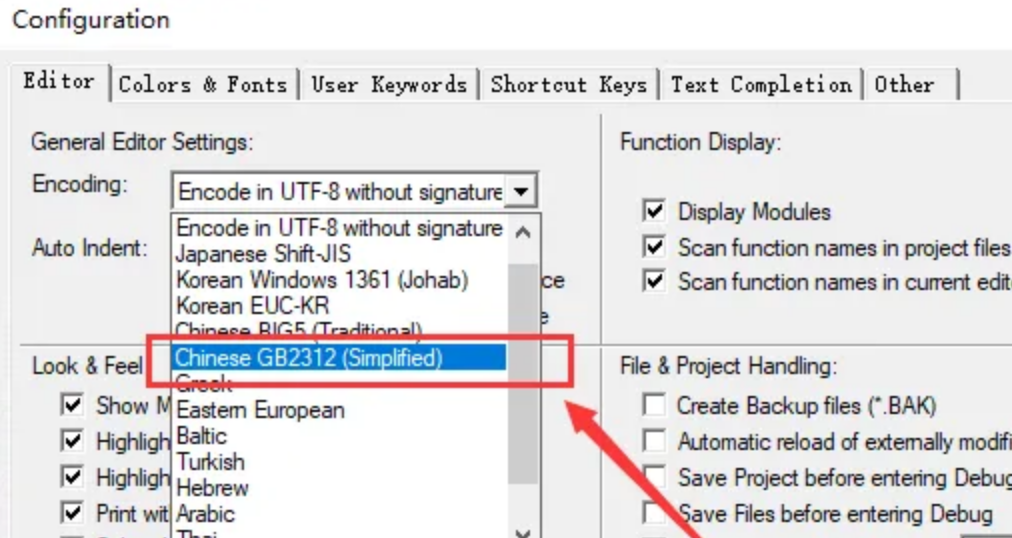 Configuration
Editor Colors & Fonts User Keywords Shortcut Keys Text Completion Other
General Editor Settings:
Encoding:
Encode in UTF-8 without signature
Auto Indent:
Encode in UTF-8 without signature
Japanese Shift-JIS
Korean Windows 1361 (Johab)
Korean EUC-KR
Chinese BIG5 (Traditional)
Chinese GB2312 (Simplified)
Greek
Eastern European
Baltic
Turkish
Hebrew
Arabic
Thai
Look & Feel
Show M
Highligh
Highligh
Print wit
Function Display:
Display Modules
Scan function names in project files
Scan function names in current edit
File & Project Handling:
Create Backup files (*.BAK)
Automatic reload of externally modifi
Save Project before entering Debug
Save Files before entering Debug